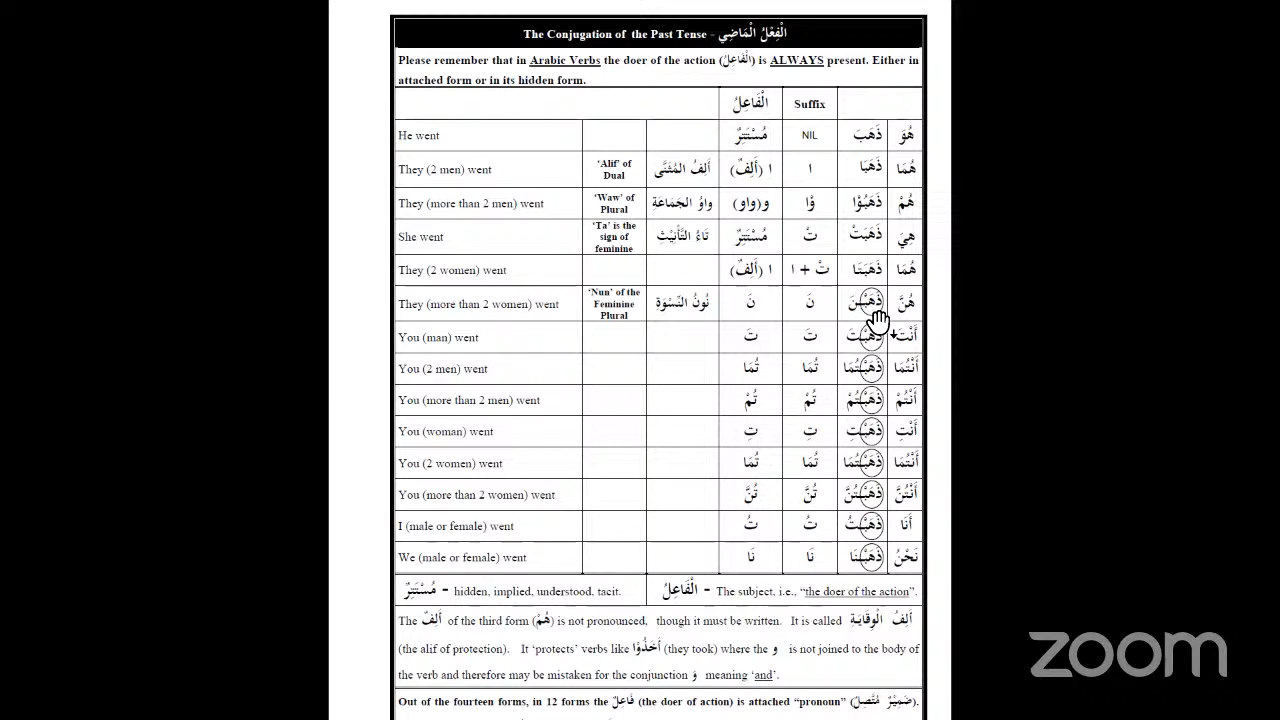 The Conjugation of the Past Tense - الْفِعْلُ الْمَاضِي
Please remember that in Arabic Verbs the doer of the action (الْفَاعِلُ) is ALWAYS present. Either in
attached form or in its hidden form.
الْفَاعِلُ Suffix
He went مُسْتَتِرٌ NIL ذَهَبَ هُوَ
They (2 men) went ‘Alif’ of Dual أَلِفُ المُثَنَّى ا (أَلِفٌ) ا ذَهَبَا هُمَا
They (more than 2 men) went ‘Waw’ of Plural واوُ الجَمَاعَةِ و(واو) وْا ذَهَبُوْا هُمْ
She went ‘Ta’ is the sign of feminine تَاءُ التَّأْنِيْثِ مُسْتَتِرٌ تْ ذَهَبَتْ هِيَ
They (2 women) went ا (أَلِفٌ) تْ + ا ذَهَبَتَا هُمَا
They (more than 2 women) went ‘Nun’ of the Feminine Plural نُونُ النِّسْوَةِ نَ نَ ذَهَبْنَ هُنَّ
You (man) went تَ تَ ذَهَبْتَ أَنْتَ
You (2 men) went تُمَا تُمَا ذَهَبْتُمَا أَنْتُمَا
You (more than 2 men) went تُمْ تُمْ ذَهَبْتُمْ أَنْتُمْ
You (woman) went تِ تِ ذَهَبْتِ أَنْتِ
You (2 women) went تُمَا تُمَا ذَهَبْتُمَا أَنْتُمَا
You (more than 2 women) went تُنَّ تُنَّ ذَهَبْتُنَّ أَنْتُنَّ
I (male or female) went تُ تُ ذَهَبْتُ أَنَا
We (male or female) went نَا نَا ذَهَبْنَا نَحْنُ
مُسْتَتِرٌ – hidden, implied, understood, tacit. الْفَاعِلُ – The subject, i.e., “the doer of the action”.
The أَلِفٌ of the third form (هُمْ) is not pronounced, though it must be written. It is called أَلِفُ الْوِقَايَةِ
(the alif of protection). It ‘protects’ verbs like أَخَذُوْا (they took) where the و is not joined to the body of
the verb and therefore may be mistaken for the conjunction وَ meaning ‘and’.
Out of the fourteen forms, in 12 forms the فَاعِلُ (the doer of action) is attached “pronoun” (ضَمِيْرٌ مُتَّصِلٌ).
zoom